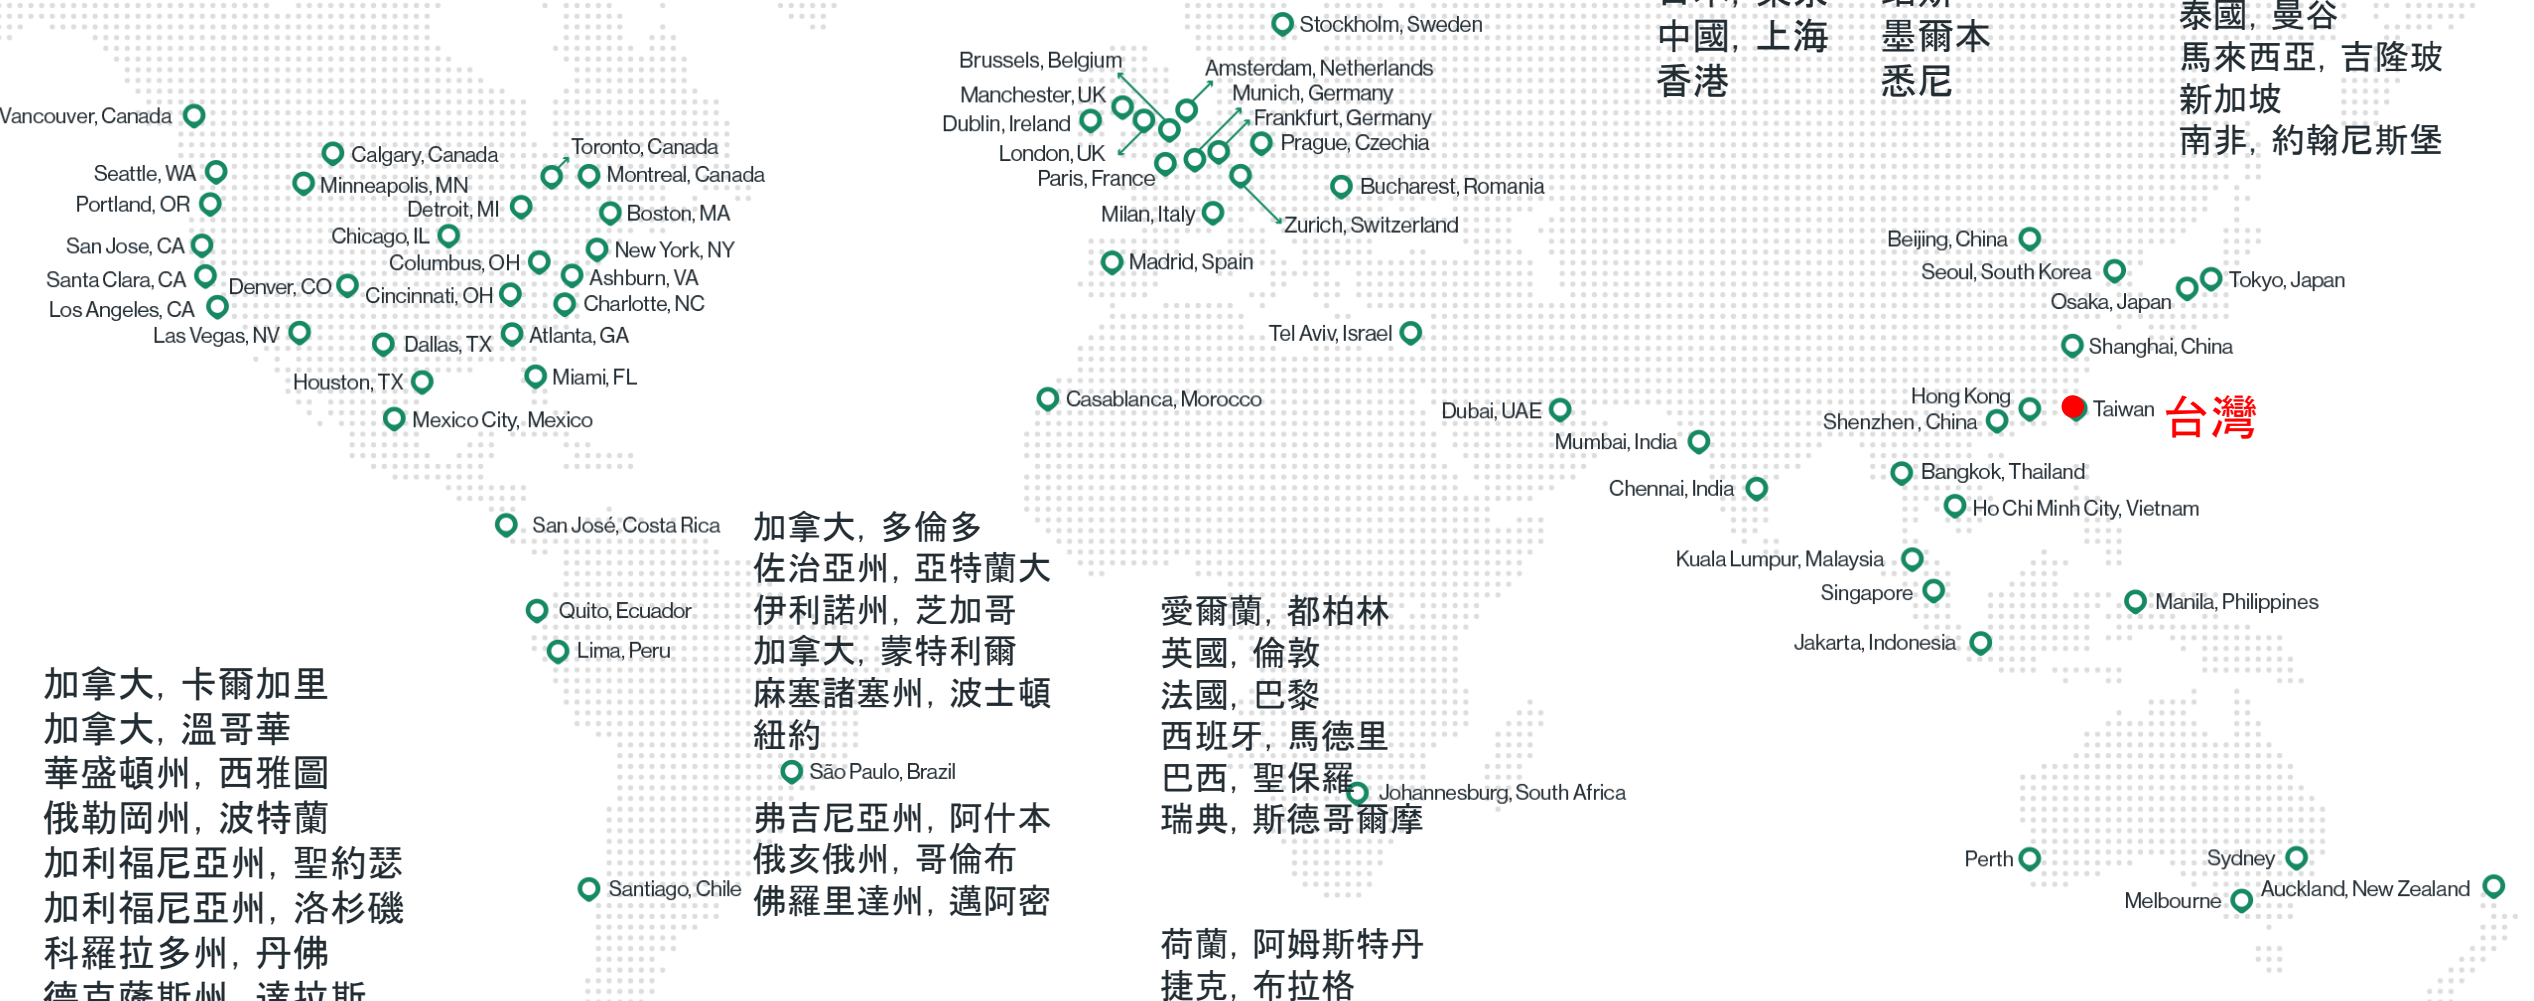 Stockholm, Sweden
Brussels, Belgium
Amsterdam, Netherlands
Manchester, UK
Munich, Germany
Dublin, Ireland
Frankfurt, Germany
London, UK
Prague, Czechia
Paris, France
Bucharest, Romania
Milan, Italy
Zurich, Switzerland
Madrid, Spain
Tel Aviv, Israel
Casablanca, Morocco
Dubai, UAE
Mumbai, India
Chennai, India
Vancouver, Canada
Calgary, Canada
Toronto, Canada
Seattle, WA
Minneapolis, MN
Montreal, Canada
Portland, OR
Detroit, MI
Boston, MA
San Jose, CA
Chicago, IL
New York, NY
Columbus, OH
Santa Clara, CA
Denver, CO
Cincinnati, OH
Ashburn, VA
Los Angeles, CA
Charlotte, NC
Las Vegas, NV
Dallas, TX
Atlanta, GA
Houston, TX
Miami, FL
Mexico City, Mexico
San José, Costa Rica
Quito, Ecuador
Lima, Peru
São Paulo, Brazil
Santiago, Chile
中國, 上海
香港
墨爾本
悉尼
泰國, 曼谷
馬來西亞, 吉隆玻
新加坡
南非, 約翰尼斯堡
Beijing, China
Seoul, South Korea
Tokyo, Japan
Osaka, Japan
Shanghai, China
Hong Kong
Taiwan 台灣
Shenzhen , China
Bangkok, Thailand
Ho Chi Minh City, Vietnam
Kuala Lumpur, Malaysia
Singapore
Manila, Philippines
Jakarta, Indonesia
Johannesburg, South Africa
Perth
Sydney
Auckland, New Zealand
Melbourne
加拿大, 卡爾加里
加拿大, 溫哥華
華盛頓州, 西雅圖
俄勒岡州, 波特蘭
加利福尼亞州, 聖約瑟
加利福尼亞州, 洛杉磯
科羅拉多州, 丹佛
德克薩斯州, 達拉斯
加拿大, 多倫多
佐治亞州, 亞特蘭大
伊利諾州, 芝加哥
加拿大, 蒙特利爾
麻塞諸塞州, 波士頓
紐約
弗吉尼亞州, 阿什本
俄亥俄州, 哥倫布
佛羅里達州, 邁阿密
愛爾蘭, 都柏林
英國, 倫敦
法國, 巴黎
西班牙, 馬德里
巴西, 聖保羅
瑞典, 斯德哥爾摩
荷蘭, 阿姆斯特丹
捷克, 布拉格